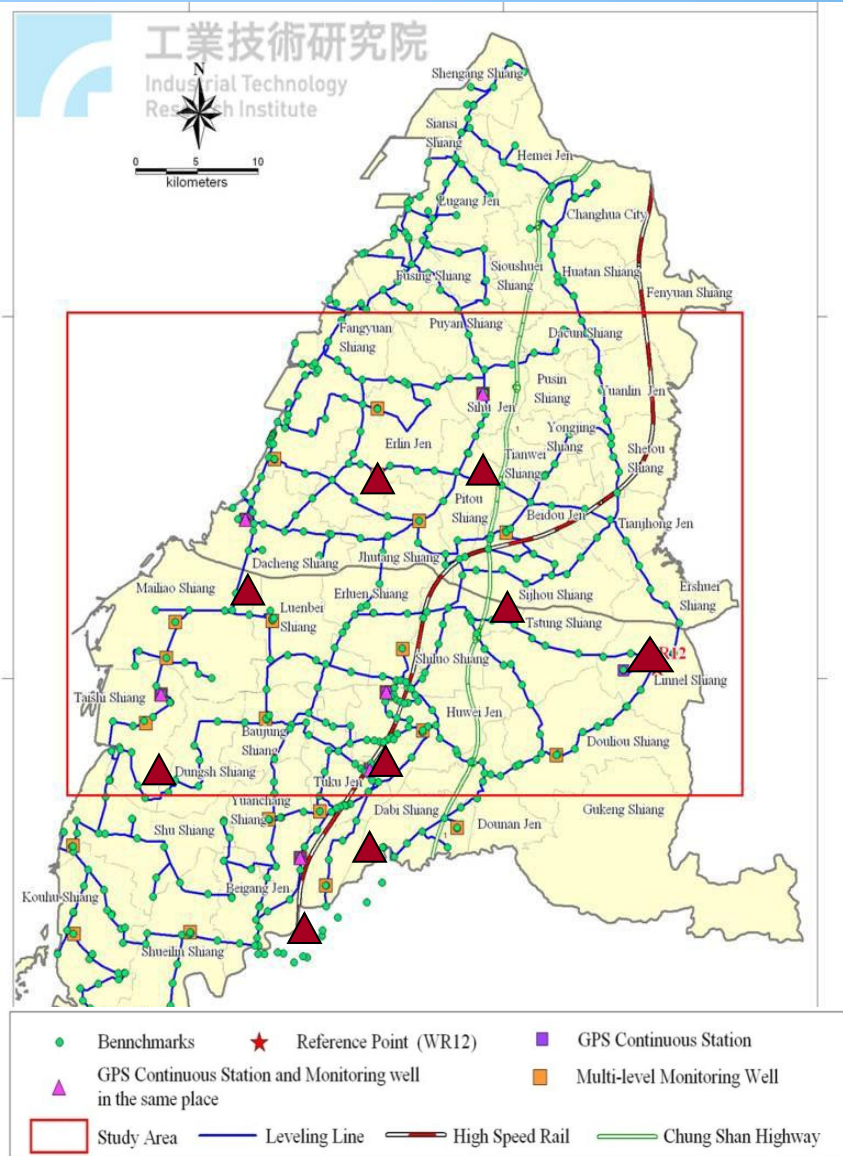 工業技術研究院
Industrial Technology
Research Institute
N
0 5 10
kilometers
Shengang Shiang
Siansi
Shiang
Hemei Jen
Lugang Jen
Changhua City
Sioushuei
Shiang
Fusing Shiang
Huatan Shiang
Fenyuan Shiang
Puyan Shiang
Fangyuan
Shiang
Dacun Shiang
Pusin
Shiang
Yuanlin Jen
Sihu Jen
Erlin Jen
Yongjing
Shiang
Shetou
Shiang
Tianwei
Shiang
Pitou
Shiang
Beidou Jen
Tianjhong Jen
Jhutang Shiang
Dacheng Shiang
Mailiao Shiang
Erluen Shiang
Sijhou Shiang
Ershuei
Shiang
Luenbei
Shiang
Tstung Shiang
Shiluo Shiang
R12
Linnel Shiang
Taishi Shiang
Huwei Jen
Baujung
Shiang
Douliou Shiang
Dungsh Shiang
Tuku Jen
Yuanchang
Shiang
Dabi Shiang
Gukeng Shiang
Shu Shiang
Dounan Jen
1
1
Beigang Jen
Kouhu Shiang
Shueilin Shiang
Bennchmarks
Reference Point (WR12)
GPS Continuous Station
GPS Continuous Station and Monitoring well
in the same place
Multi-level Monitoring Well
Study Area
Leveling Line
High Speed Rail
Chung Shan Highway